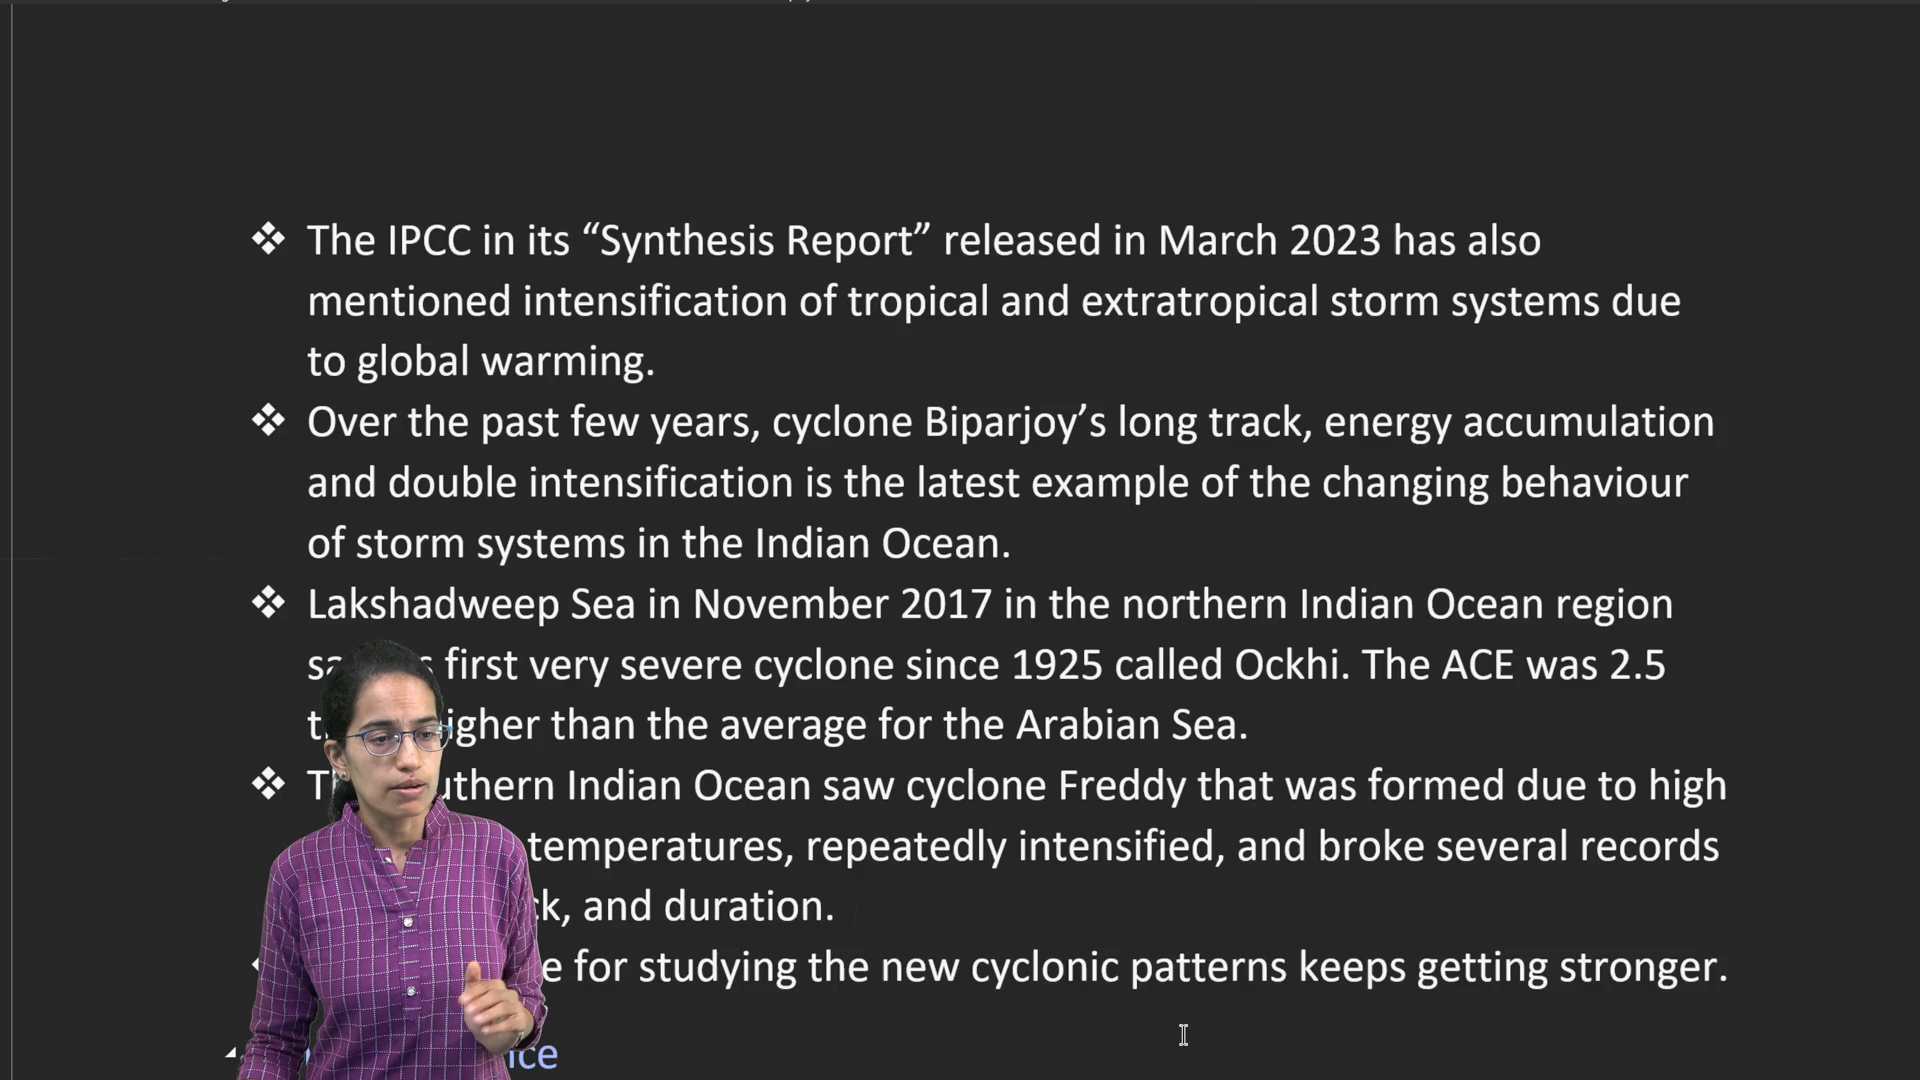 ❖ The IPCC in its “Synthesis Report” released in March 2023 has also
mentioned intensification of tropical and extratropical storm systems due
to global warming.
❖ Over the past few years, cyclone Biparjoy’s long track, energy accumulation
and double intensification is the latest example of the changing behaviour
of storm systems in the Indian Ocean.
❖ Lakshadweep Sea in November 2017 in the northern Indian Ocean region
first very severe cyclone since 1925 called Ockhi. The ACE was 2.5
than the average for the Arabian Sea.
❖ Indian Ocean saw cyclone Freddy that was formed due to high
temperatures, repeatedly intensified, and broke several records
and duration.
for studying the new cyclonic patterns keeps getting stronger.